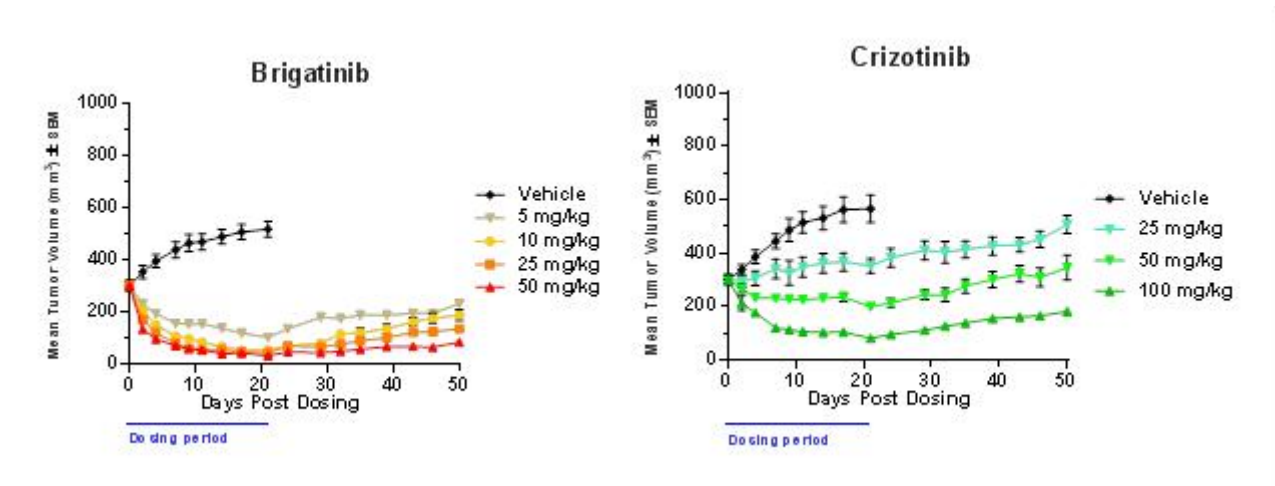 Brigatinib
Mean Tumor Volume (mm³) ± SEM
1000
800
600
400
200
0
0 10 20 30 40 50
Days Post Dosing
Dosing period
Vehicle
5 mg/kg
10 mg/kg
25 mg/kg
50 mg/kg
Crizotinib
Mean Tumor Volume (mm³) ± SEM
1000
800
600
400
200
0
0 10 20 30 40 50
Days Post Dosing
Dosing period
Vehicle
25 mg/kg
50 mg/kg
100 mg/kg